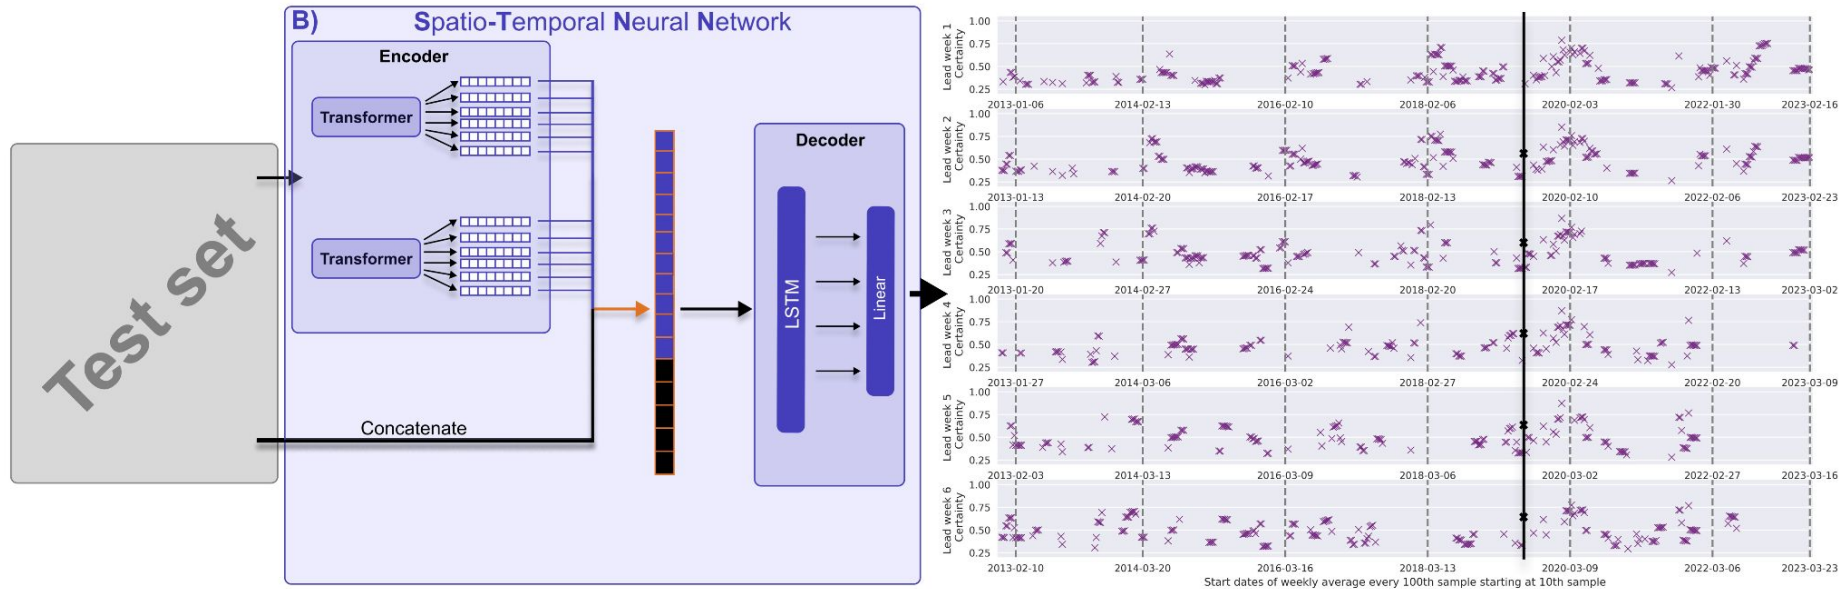 B)
Spatio-Temporal Neural Network
Encoder
Transformer
Transformer
Test set
Concatenate
Decoder
LSTM
Linear
Lead week 1
Certainty
1.00
0.75
0.50
0.25
2013-01-06 2014-02-13 2016-02-10 2018-02-06 2020-02-03 2022-01-30 2023-02-16
Lead week 2
Certainty
1.00
0.75
0.50
0.25
2013-01-13 2014-02-20 2016-02-17 2018-02-13 2020-02-10 2022-02-06 2023-02-23
Lead week 3
Certainty
1.00
0.75
0.50
0.25
2013-01-20 2014-02-27 2016-02-24 2018-02-20 2020-02-17 2022-02-13 2023-03-02
Lead week 4
Certainty
1.00
0.75
0.50
0.25
2013-01-27 2014-03-06 2016-03-02 2018-02-27 2020-02-24 2022-02-20 2023-03-09
Lead week 5
Certainty
1.00
0.75
0.50
0.25
2013-02-03 2014-03-13 2016-03-09 2018-03-06 2020-03-02 2022-02-27 2023-03-16
Lead week 6
Certainty
1.00
0.75
0.50
0.25
2013-02-10 2014-03-20 2016-03-16 2018-03-13 2020-03-09 2022-03-06 2023-03-23
Start dates of weekly average every 100th sample starting at 10th sample